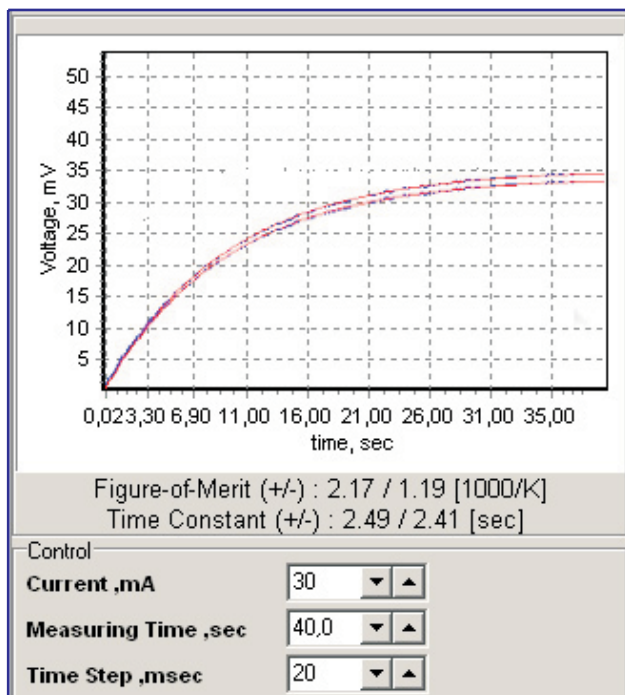 50
45
40
35
30
25
20
15
10
5
Voltage, mV
0,023,30 6,90 11,00 16,00 21,00 26,00 31,00 35,00
time, sec
Figure-of-Merit (+/-) : 2.17 / 1.19 [1000/K]
Time Constant (+/-) : 2.49 / 2.41 [sec]
Control
Current ,mA 30
Measuring Time ,sec 40,0
Time Step ,msec 20